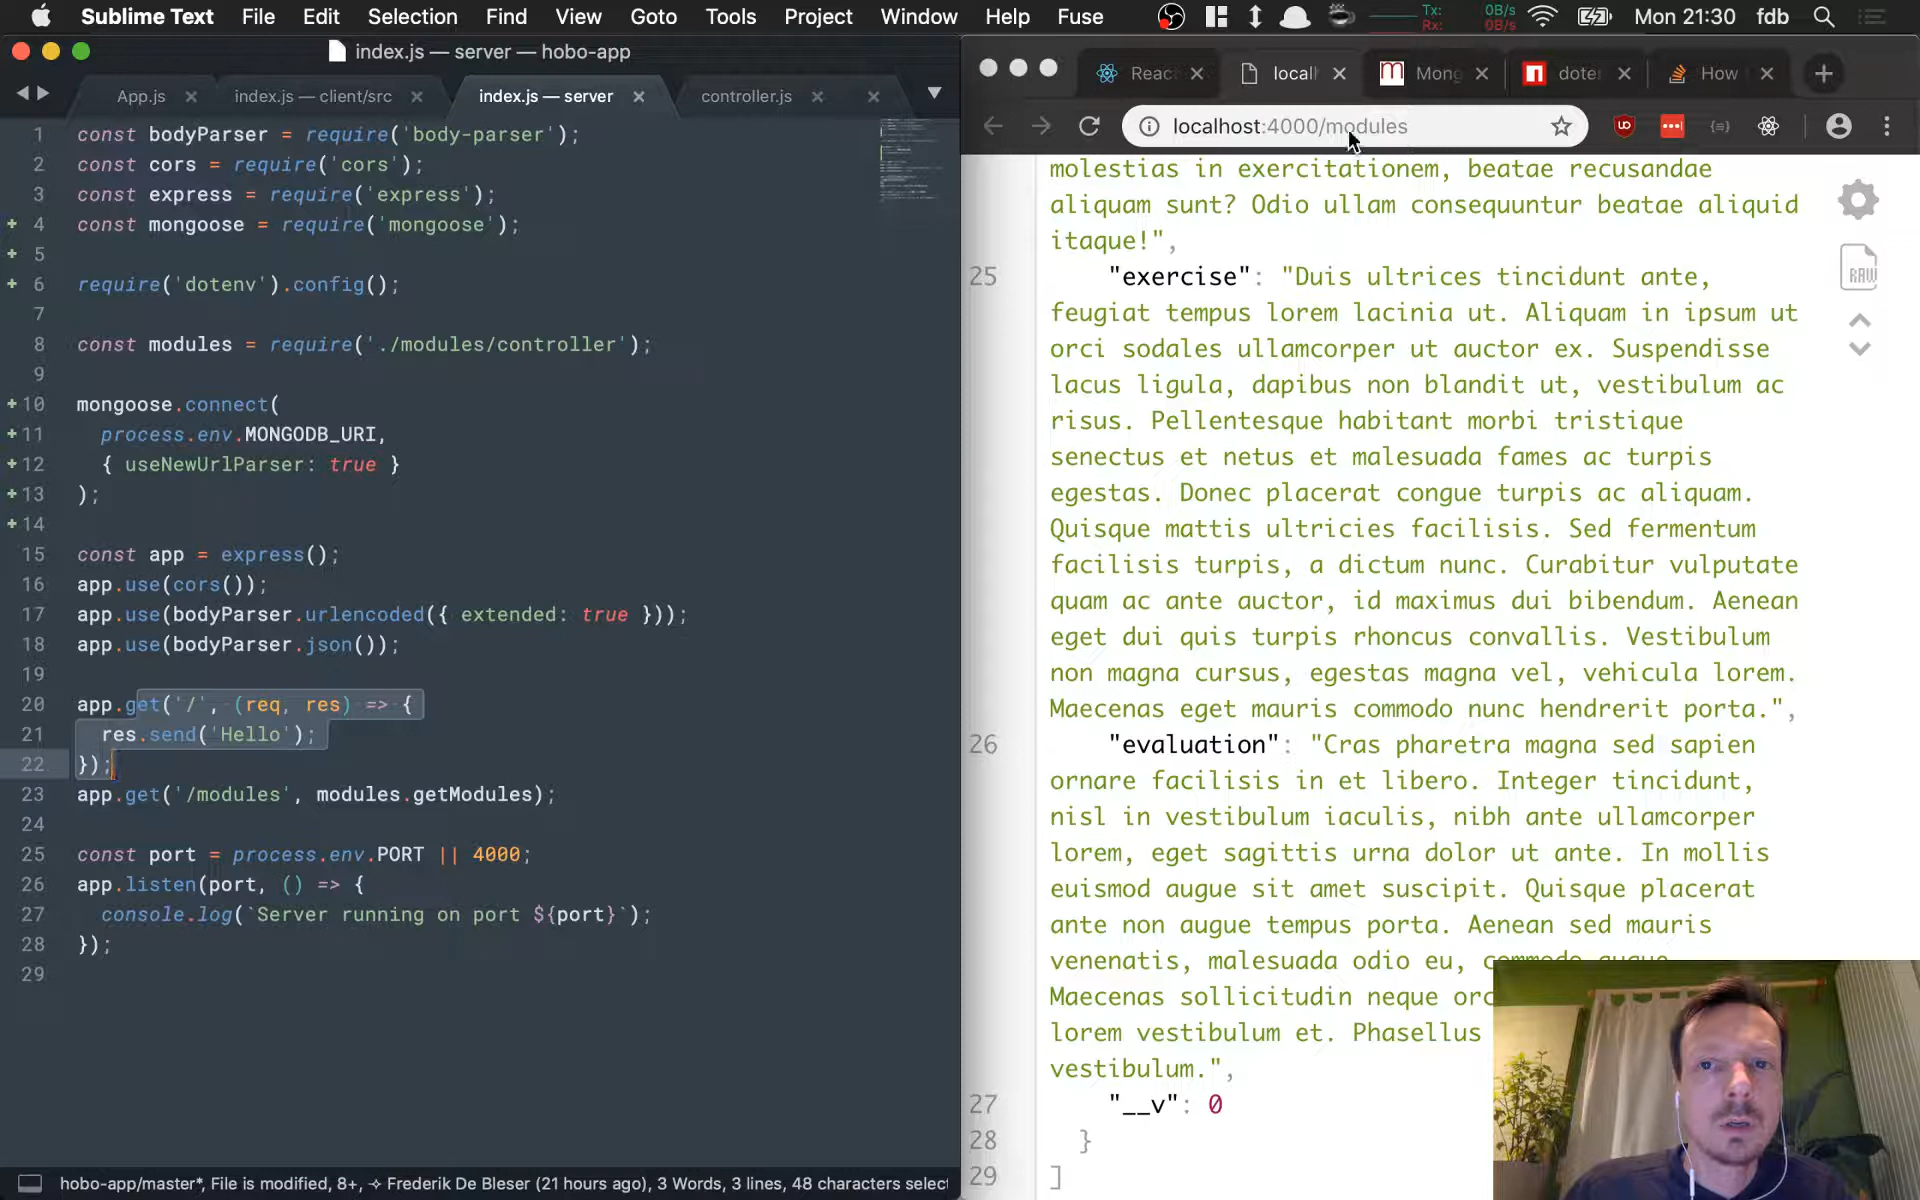 Sublime Text File Edit Selection Find View Goto Tools Project Window Help Fuse Tx: 0B/s Rx: 0B/s Mon 21:30 fdb
index.js — server — hobo-app
App.js index.js — client/src index.js — server controller.js
1 const bodyParser = require('body-parser');
2 const cors = require('cors');
3 const express = require('express');
4 const mongoose = require('mongoose');
5
6 require('dotenv').config();
7
8 const modules = require('./modules/controller');
9
10 mongoose.connect(
11 process.env.MONGODB_URI,
12 { useNewUrlParser: true }
13 );
14
15 const app = express();
16 app.use(cors());
17 app.use(bodyParser.urlencoded({ extended: true }));
18 app.use(bodyParser.json());
19
20 app.get('/', (req, res) => {
21 res.send('Hello');
22 });
23 app.get('/modules', modules.getModules);
24
25 const port = process.env.PORT || 4000;
26 app.listen(port, () => {
27 console.log(`Server running on port ${port}`);
28 });
29
hobo-app/master*, File is modified, 8+, Frederik De Bleser (21 hours ago), 3 Words, 3 lines, 48 characters select
Reac locall Mong dote How
localhost:4000/modules
molestias in exercitationem, beatae recusandae
aliquam sunt? Odio ullam consequuntur beatae aliquid
itaque!",
25 "exercise": "Duis ultrices tincidunt ante,
feugiat tempus lorem lacinia ut. Aliquam in ipsum ut
orci sodales ullamcorper ut auctor ex. Suspendisse
lacus ligula, dapibus non blandit ut, vestibulum ac
risus. Pellentesque habitant morbi tristique
senectus et netus et malesuada fames ac turpis
egestas. Donec placerat congue turpis ac aliquam.
Quisque mattis ultricies facilisis. Sed fermentum
facilisis turpis, a dictum nunc. Curabitur vulputate
quam ac ante auctor, id maximus dui bibendum. Aenean
eget dui quis turpis rhoncus convallis. Vestibulum
non magna cursus, egestas magna vel, vehicula lorem.
Maecenas eget mauris commodo nunc hendrerit porta.",
26 "evaluation": "Cras pharetra magna sed sapien
ornare facilisis in et libero. Integer tincidunt,
nisl in vestibulum iaculis, nibh ante ullamcorper
lorem, eget sagittis urna dolor ut ante. In mollis
euismod augue sit amet suscipit. Quisque placerat
ante non augue tempus porta. Aenean sed mauris
venenatis, malesuada odio eu, commodo augue.
Maecenas sollicitudin neque orc
lorem vestibulum et. Phasellus
vestibulum.",
27 "__v": 0
28 }
29 ]
RAW